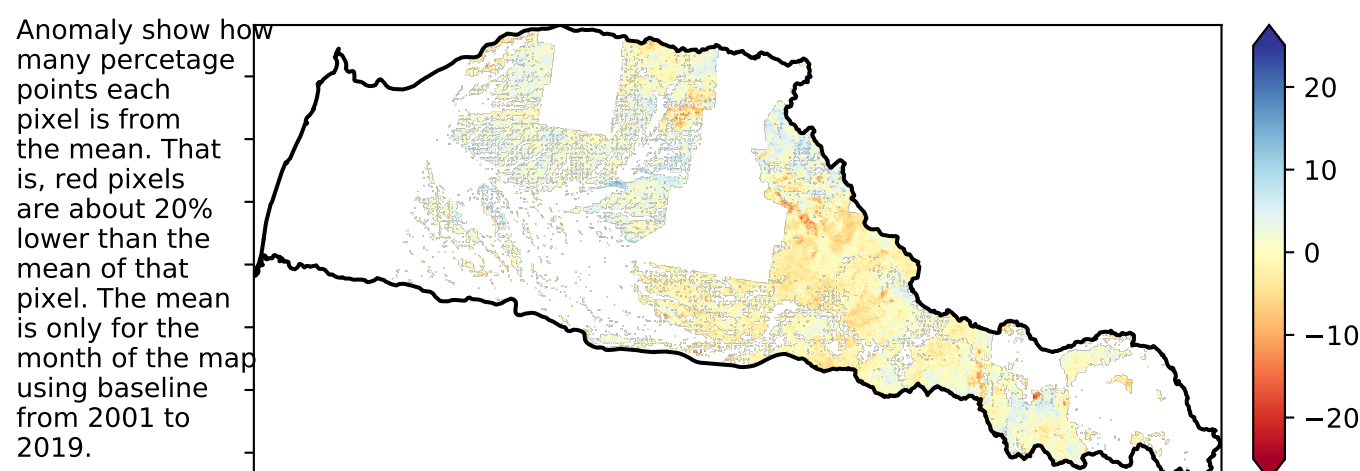 Anomaly show how
many percetage
points each
pixel is from
the mean. That
is, red pixels
are about 20%
lower than the
mean of that
pixel. The mean
is only for the
month of the map
using baseline
from 2001 to
2019.
20
10
0
−10
−20